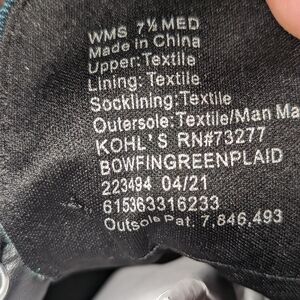 WMS 7½ MED
Made in China
Upper:Textile
Lining: Textile
Socklining:Textile
Outersole:Textile/Man Ma
KOHL'S RN#73277
BOWFINGREENPLAID
223494 04/21
615363316233
Outsole Pat. 7,846,493